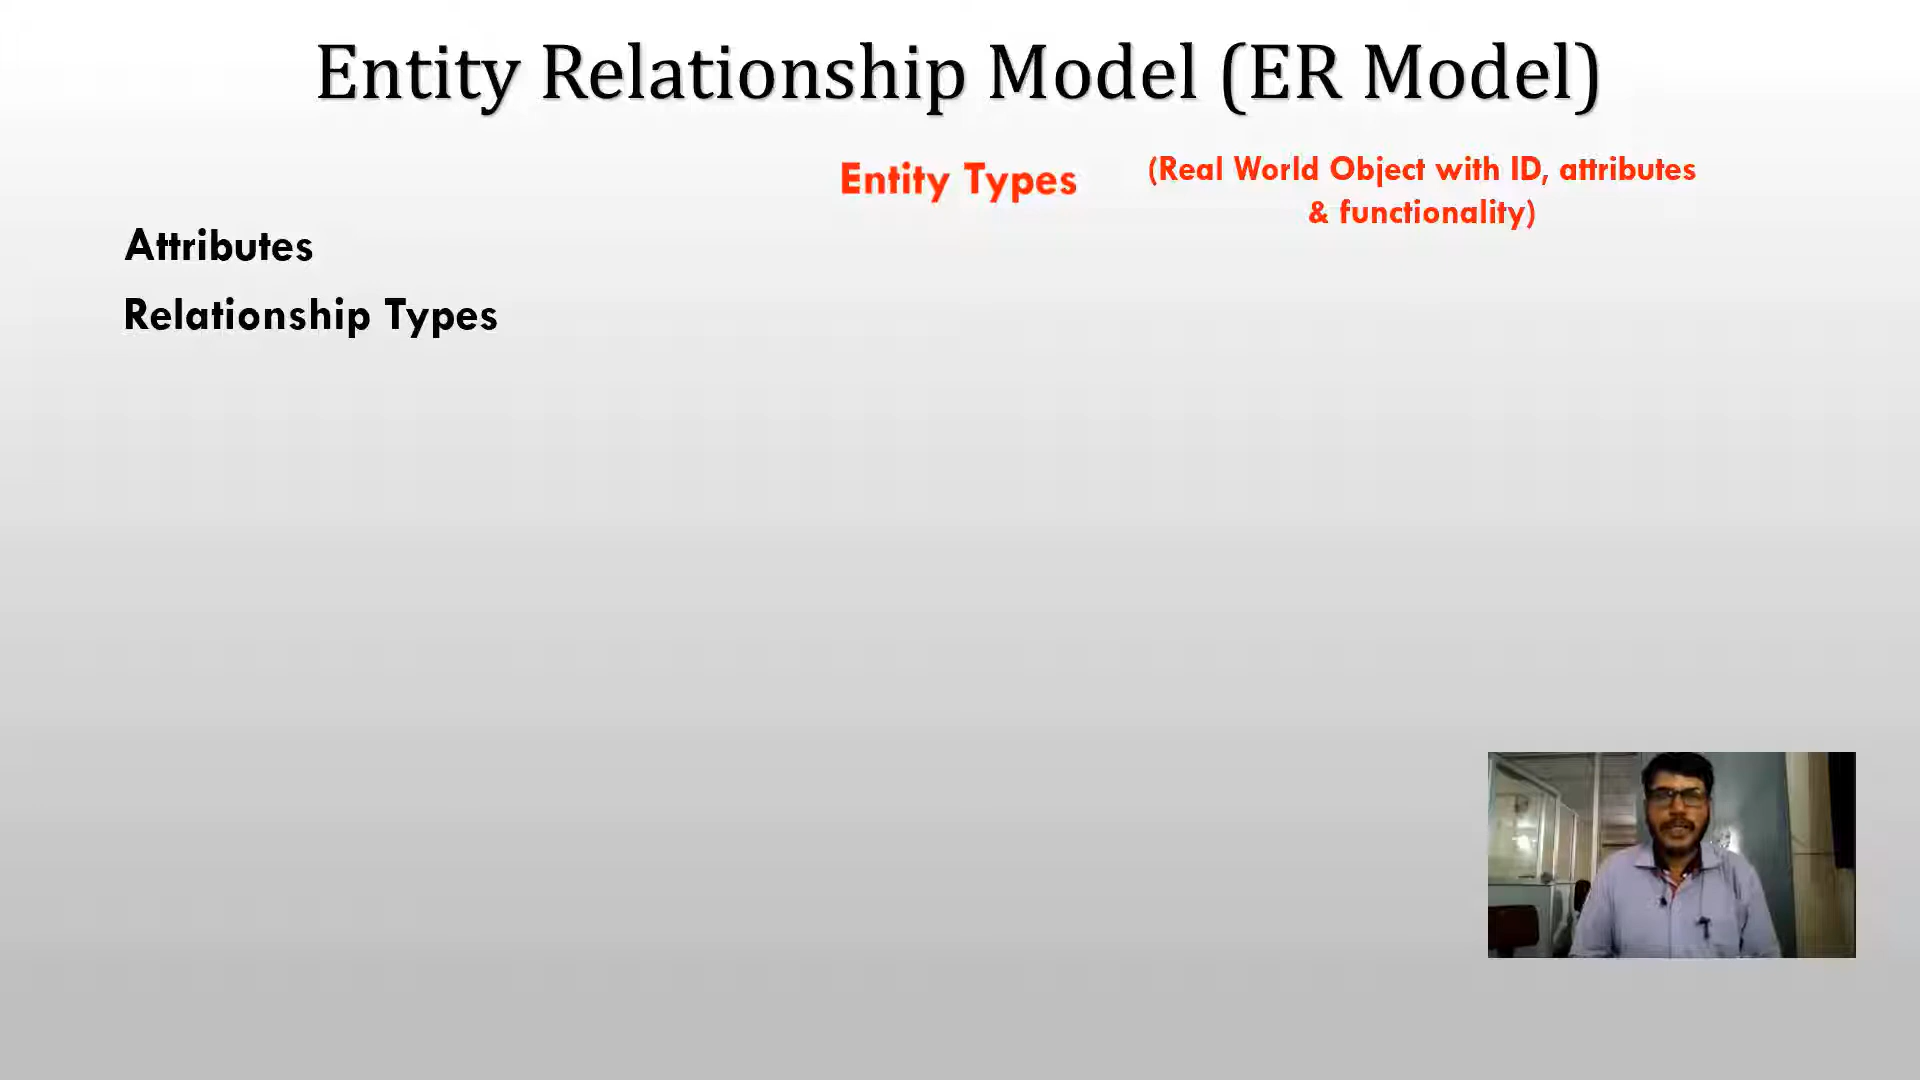 Entity Relationship Model (ER Model)
Entity Types
(Real World Object with ID, attributes
& functionality)
Attributes
Relationship Types